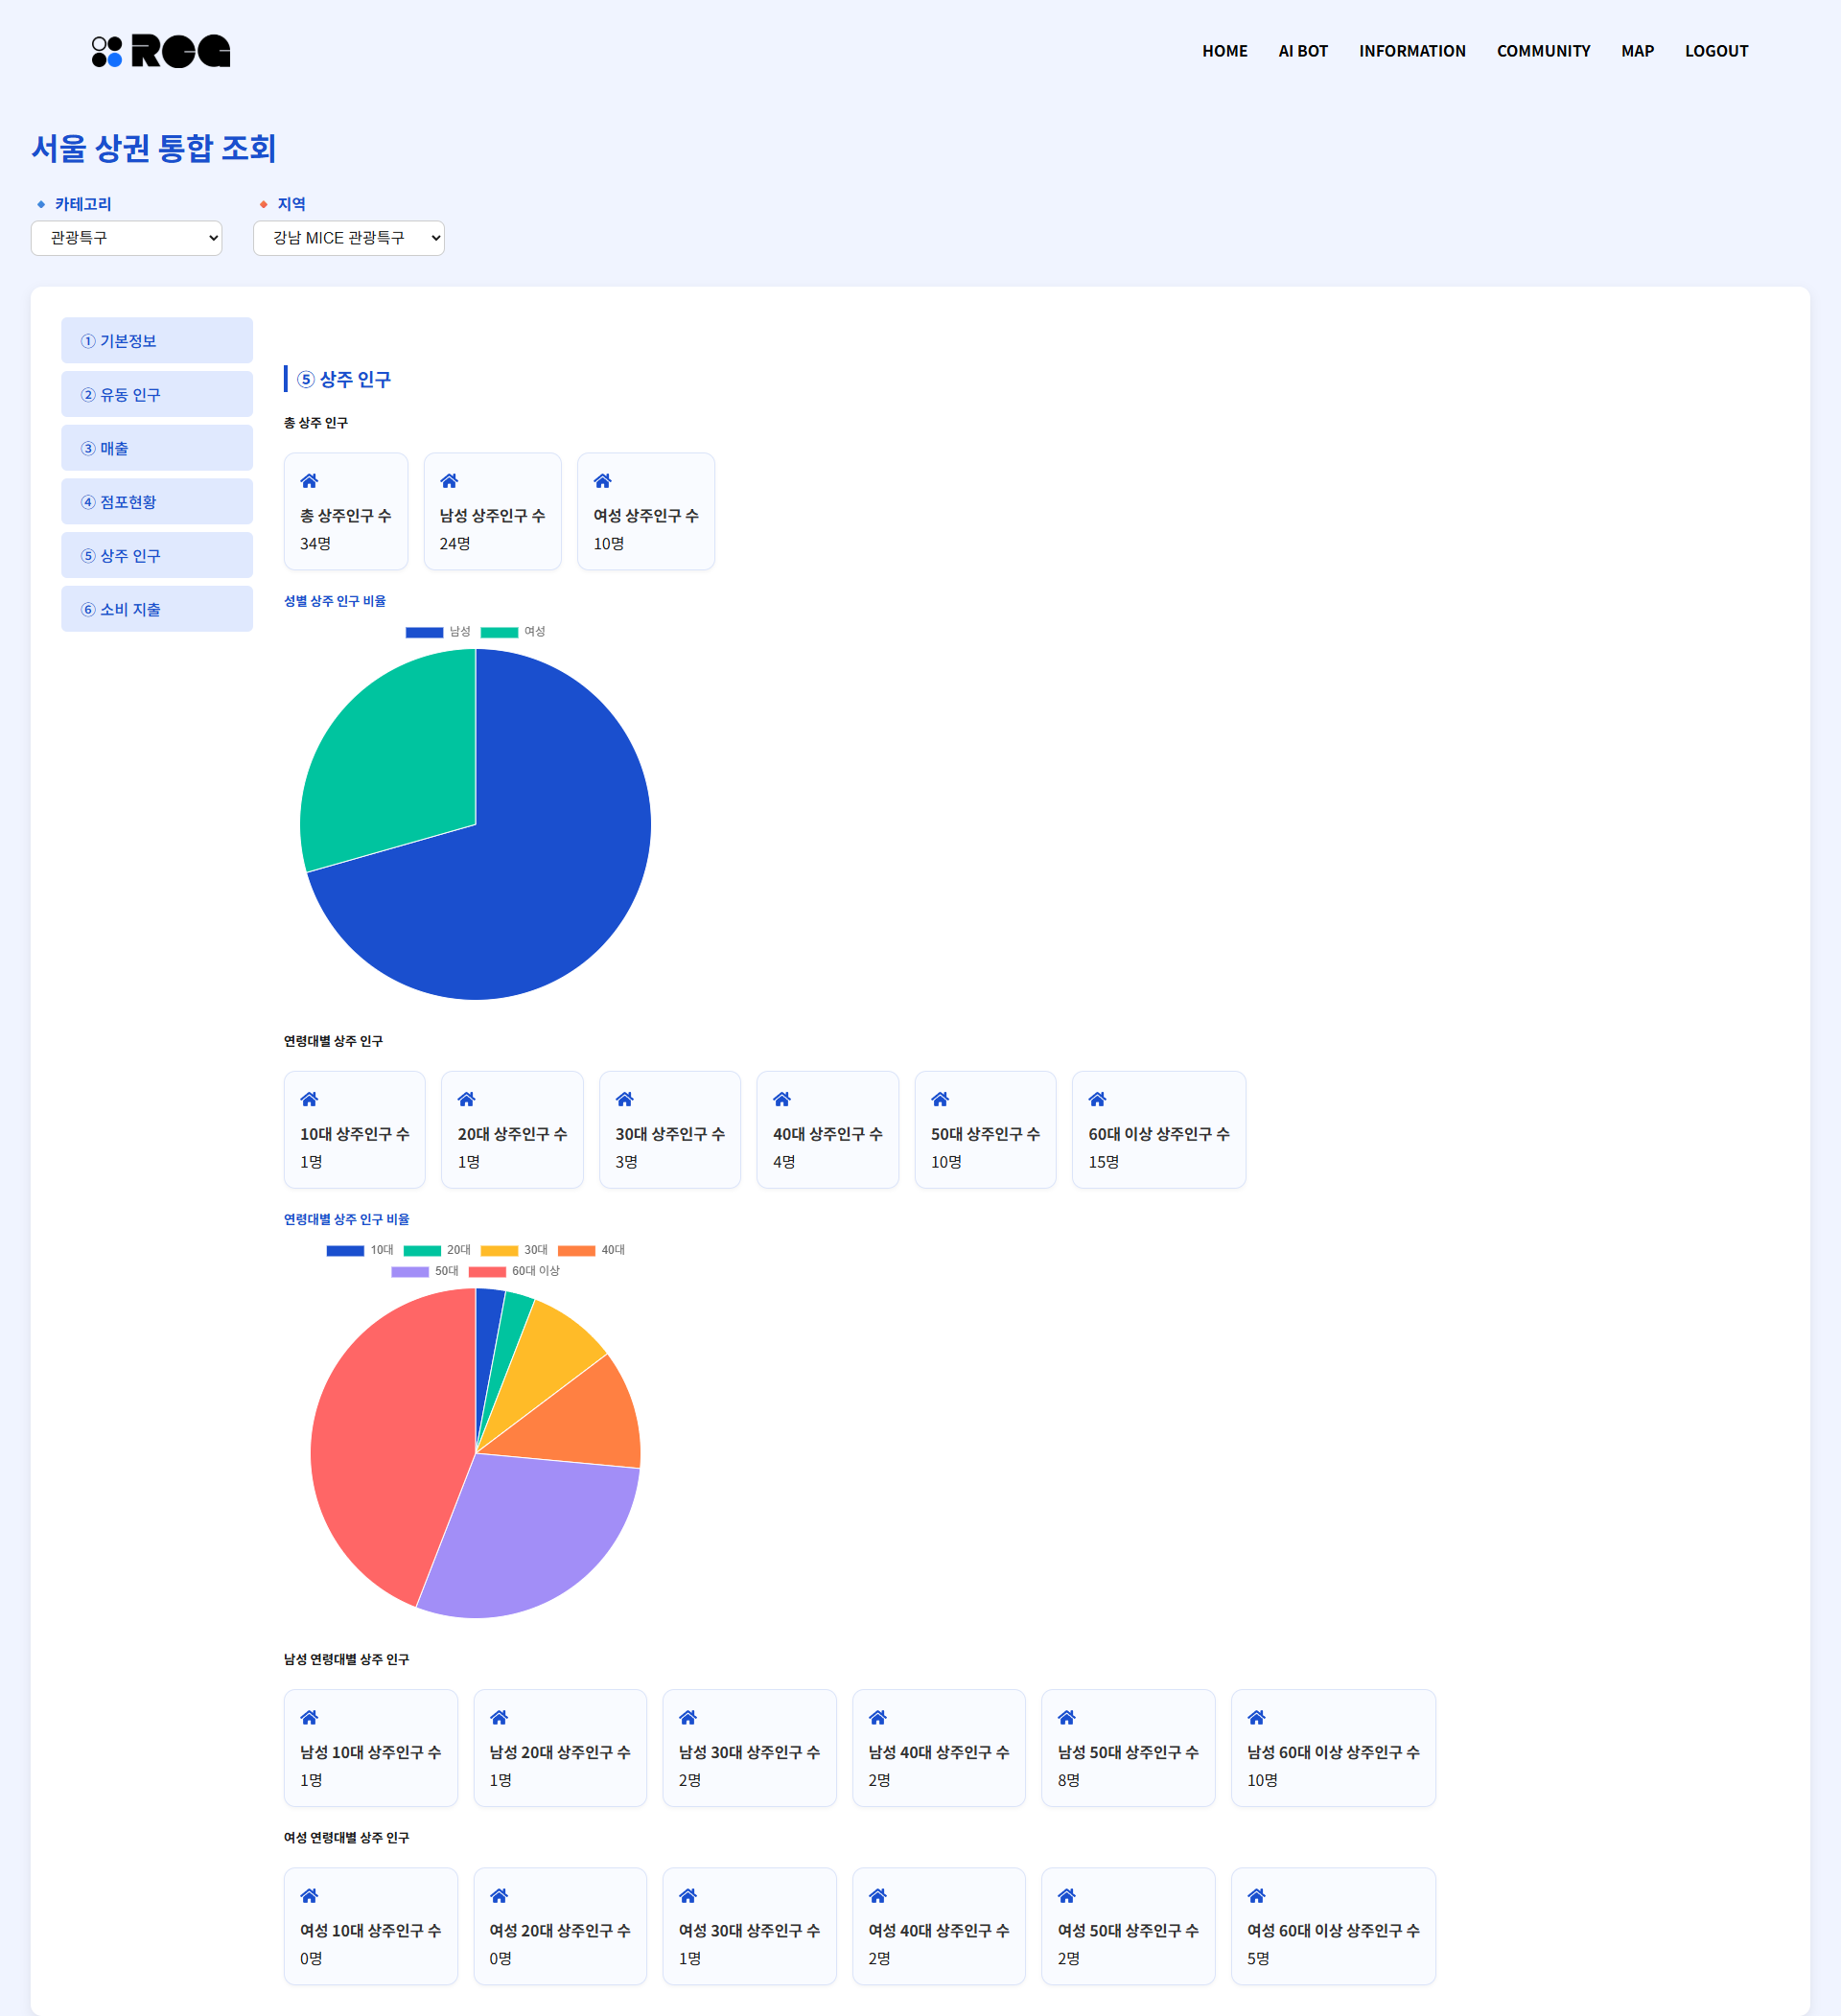 RCG
HOME AI BOT INFORMATION COMMUNITY MAP LOGOUT
서울 상권 통합 조회
카테고리 지역
관광특구 강남 MICE 관광특구
① 기본정보
② 유동 인구
③ 매출
④ 점포현황
⑤ 상주 인구
⑥ 소비 지출
⑤ 상주 인구
총 상주 인구
총 상주인구 수 남성 상주인구 수 여성 상주인구 수
34명 24명 10명
성별 상주 인구 비율
남성 여성
연령대별 상주 인구
10대 상주인구 수 20대 상주인구 수 30대 상주인구 수 40대 상주인구 수 50대 상주인구 수 60대 이상 상주인구 수
1명 1명 3명 4명 10명 15명
연령대별 상주 인구 비율
10대 20대 30대 40대
50대 60대 이상
남성 연령대별 상주 인구
남성 10대 상주인구 수 남성 20대 상주인구 수 남성 30대 상주인구 수 남성 40대 상주인구 수 남성 50대 상주인구 수 남성 60대 이상 상주인구 수
1명 1명 2명 2명 8명 10명
여성 연령대별 상주 인구
여성 10대 상주인구 수 여성 20대 상주인구 수 여성 30대 상주인구 수 여성 40대 상주인구 수 여성 50대 상주인구 수 여성 60대 이상 상주인구 수
0명 0명 1명 2명 2명 5명